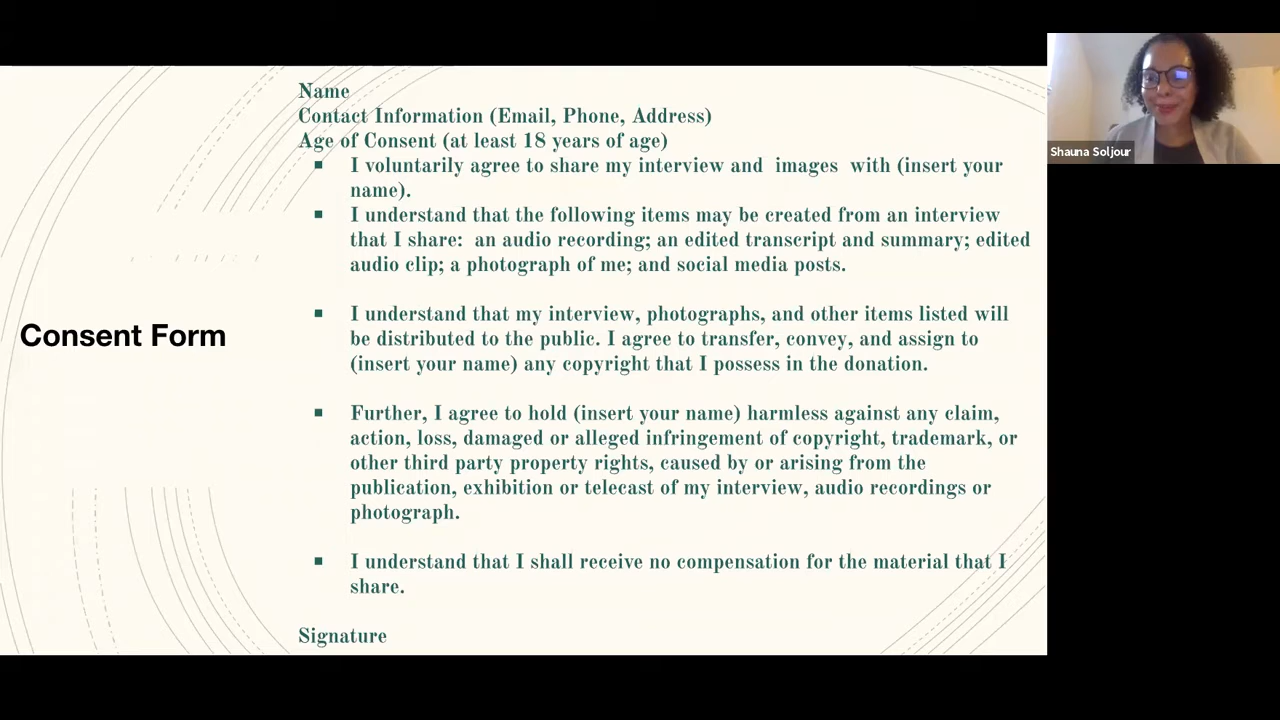 Name
Contact Information (Email, Phone, Address)
Age of Consent (at least 18 years of age)
▪ I voluntarily agree to share my interview and images with (insert your
name).
▪ I understand that the following items may be created from an interview
that I share: an audio recording; an edited transcript and summary; edited
audio clip; a photograph of me; and social media posts.
Consent Form
▪ I understand that my interview, photographs, and other items listed will
be distributed to the public. I agree to transfer, convey, and assign to
(insert your name) any copyright that I possess in the donation.
▪ Further, I agree to hold (insert your name) harmless against any claim,
action, loss, damaged or alleged infringement of copyright, trademark, or
other third party property rights, caused by or arising from the
publication, exhibition or telecast of my interview, audio recordings or
photograph.
▪ I understand that I shall receive no compensation for the material that I
share.
Signature
Shauna Soljour